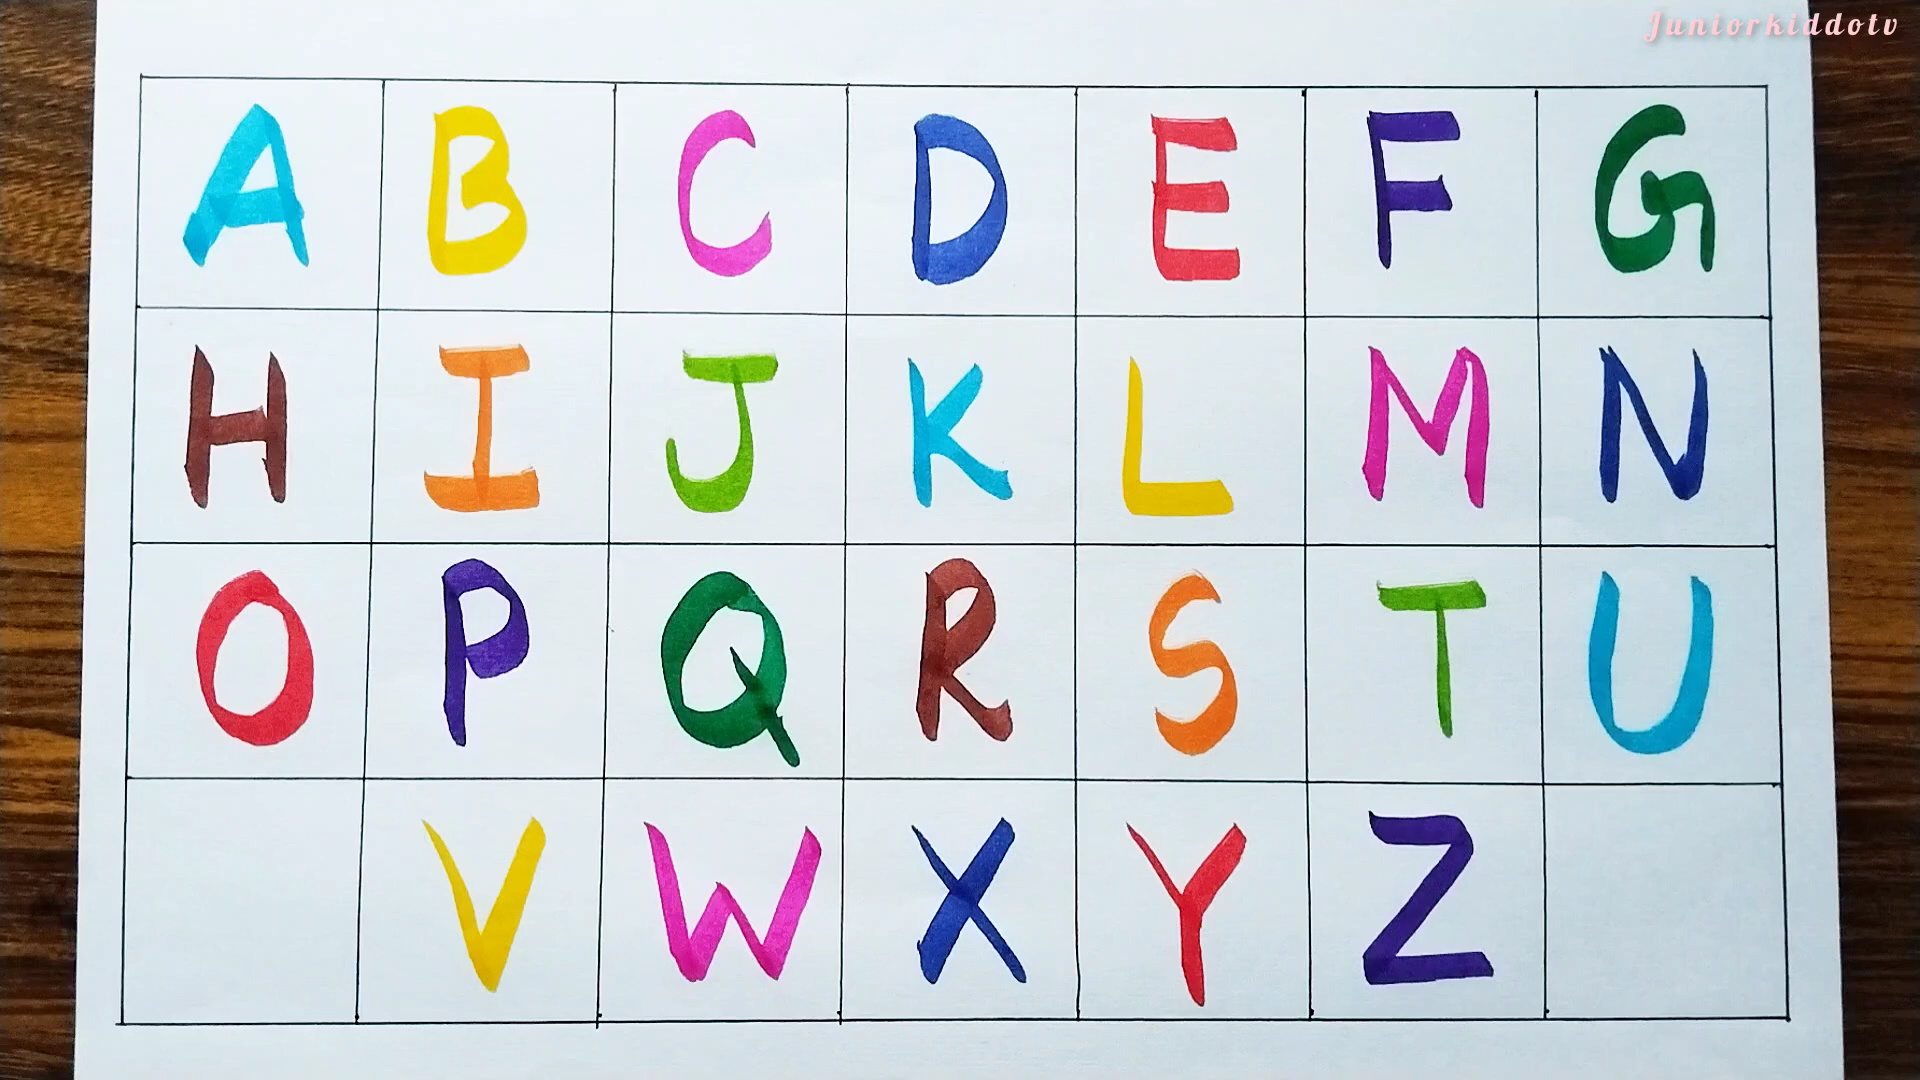 Juniorkiddotv
A B C D E F G
H I J K L M N
O P Q R S T U
V W X Y Z